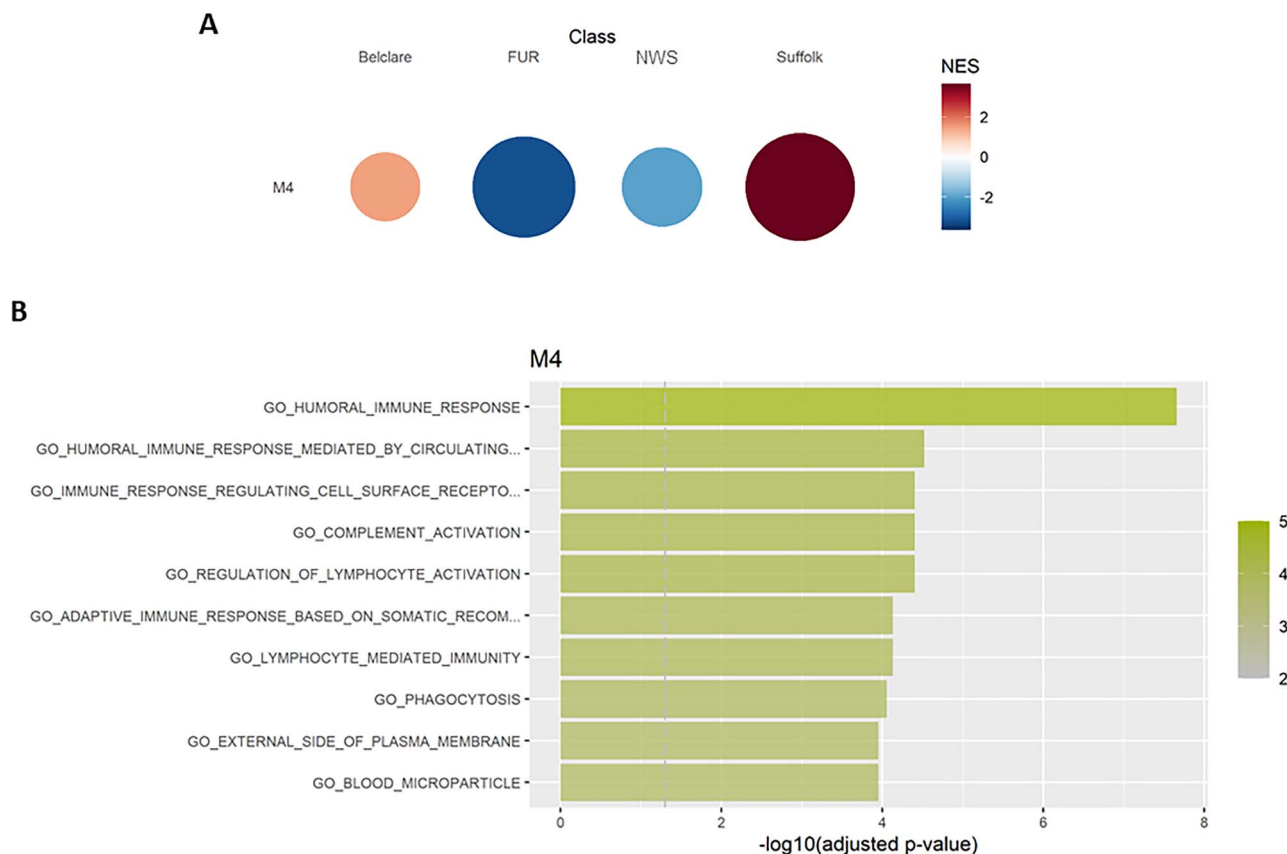 A
Class
Belclare FUR NWS Suffolk
NES
2
0
-2
M4
B
M4
GO_HUMORAL_IMMUNE_RESPONSE
GO_HUMORAL_IMMUNE_RESPONSE_MEDIATED_BY_CIRCULATING...
GO_IMMUNE_RESPONSE_REGULATING_CELL_SURFACE_RECEPTO...
GO_COMPLEMENT_ACTIVATION
GO_REGULATION_OF_LYMPHOCYTE_ACTIVATION
GO_ADAPTIVE_IMMUNE_RESPONSE_BASED_ON_SOMATIC_RECOM...
GO_LYMPHOCYTE_MEDIATED_IMMUNITY
GO_PHAGOCYTOSIS
GO_EXTERNAL_SIDE_OF_PLASMA_MEMBRANE
GO_BLOOD_MICROPARTICLE
5
4
3
2
0 2 4 6 8
-log10(adjusted p-value)